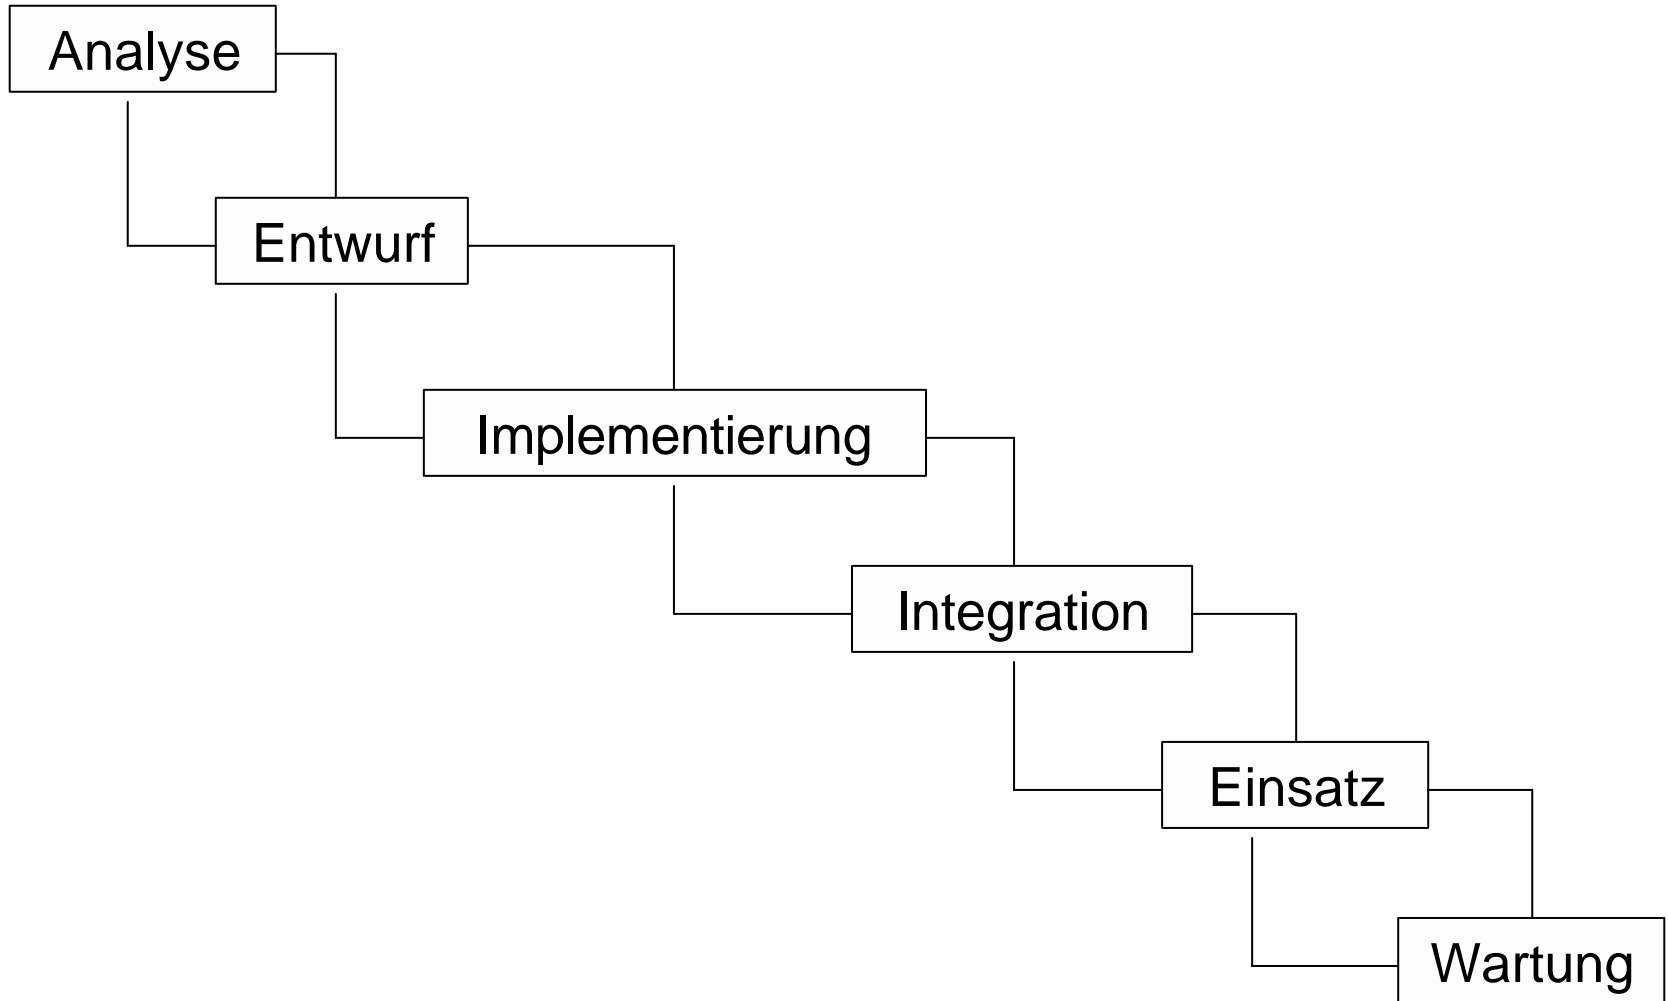 Analyse
Entwurf
Implementierung
Integration
Einsatz
Wartung